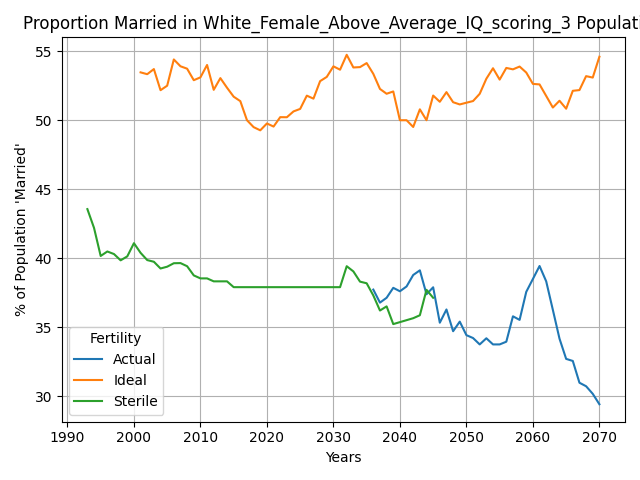 Proportion Married in White_Female_Above_Average_IQ_scoring_3 Populati
55
50
45
40
35
30
% of Population 'Married'
Fertility
Actual
Ideal
Sterile
1990 2000 2010 2020 2030 2040 2050 2060 2070
Years